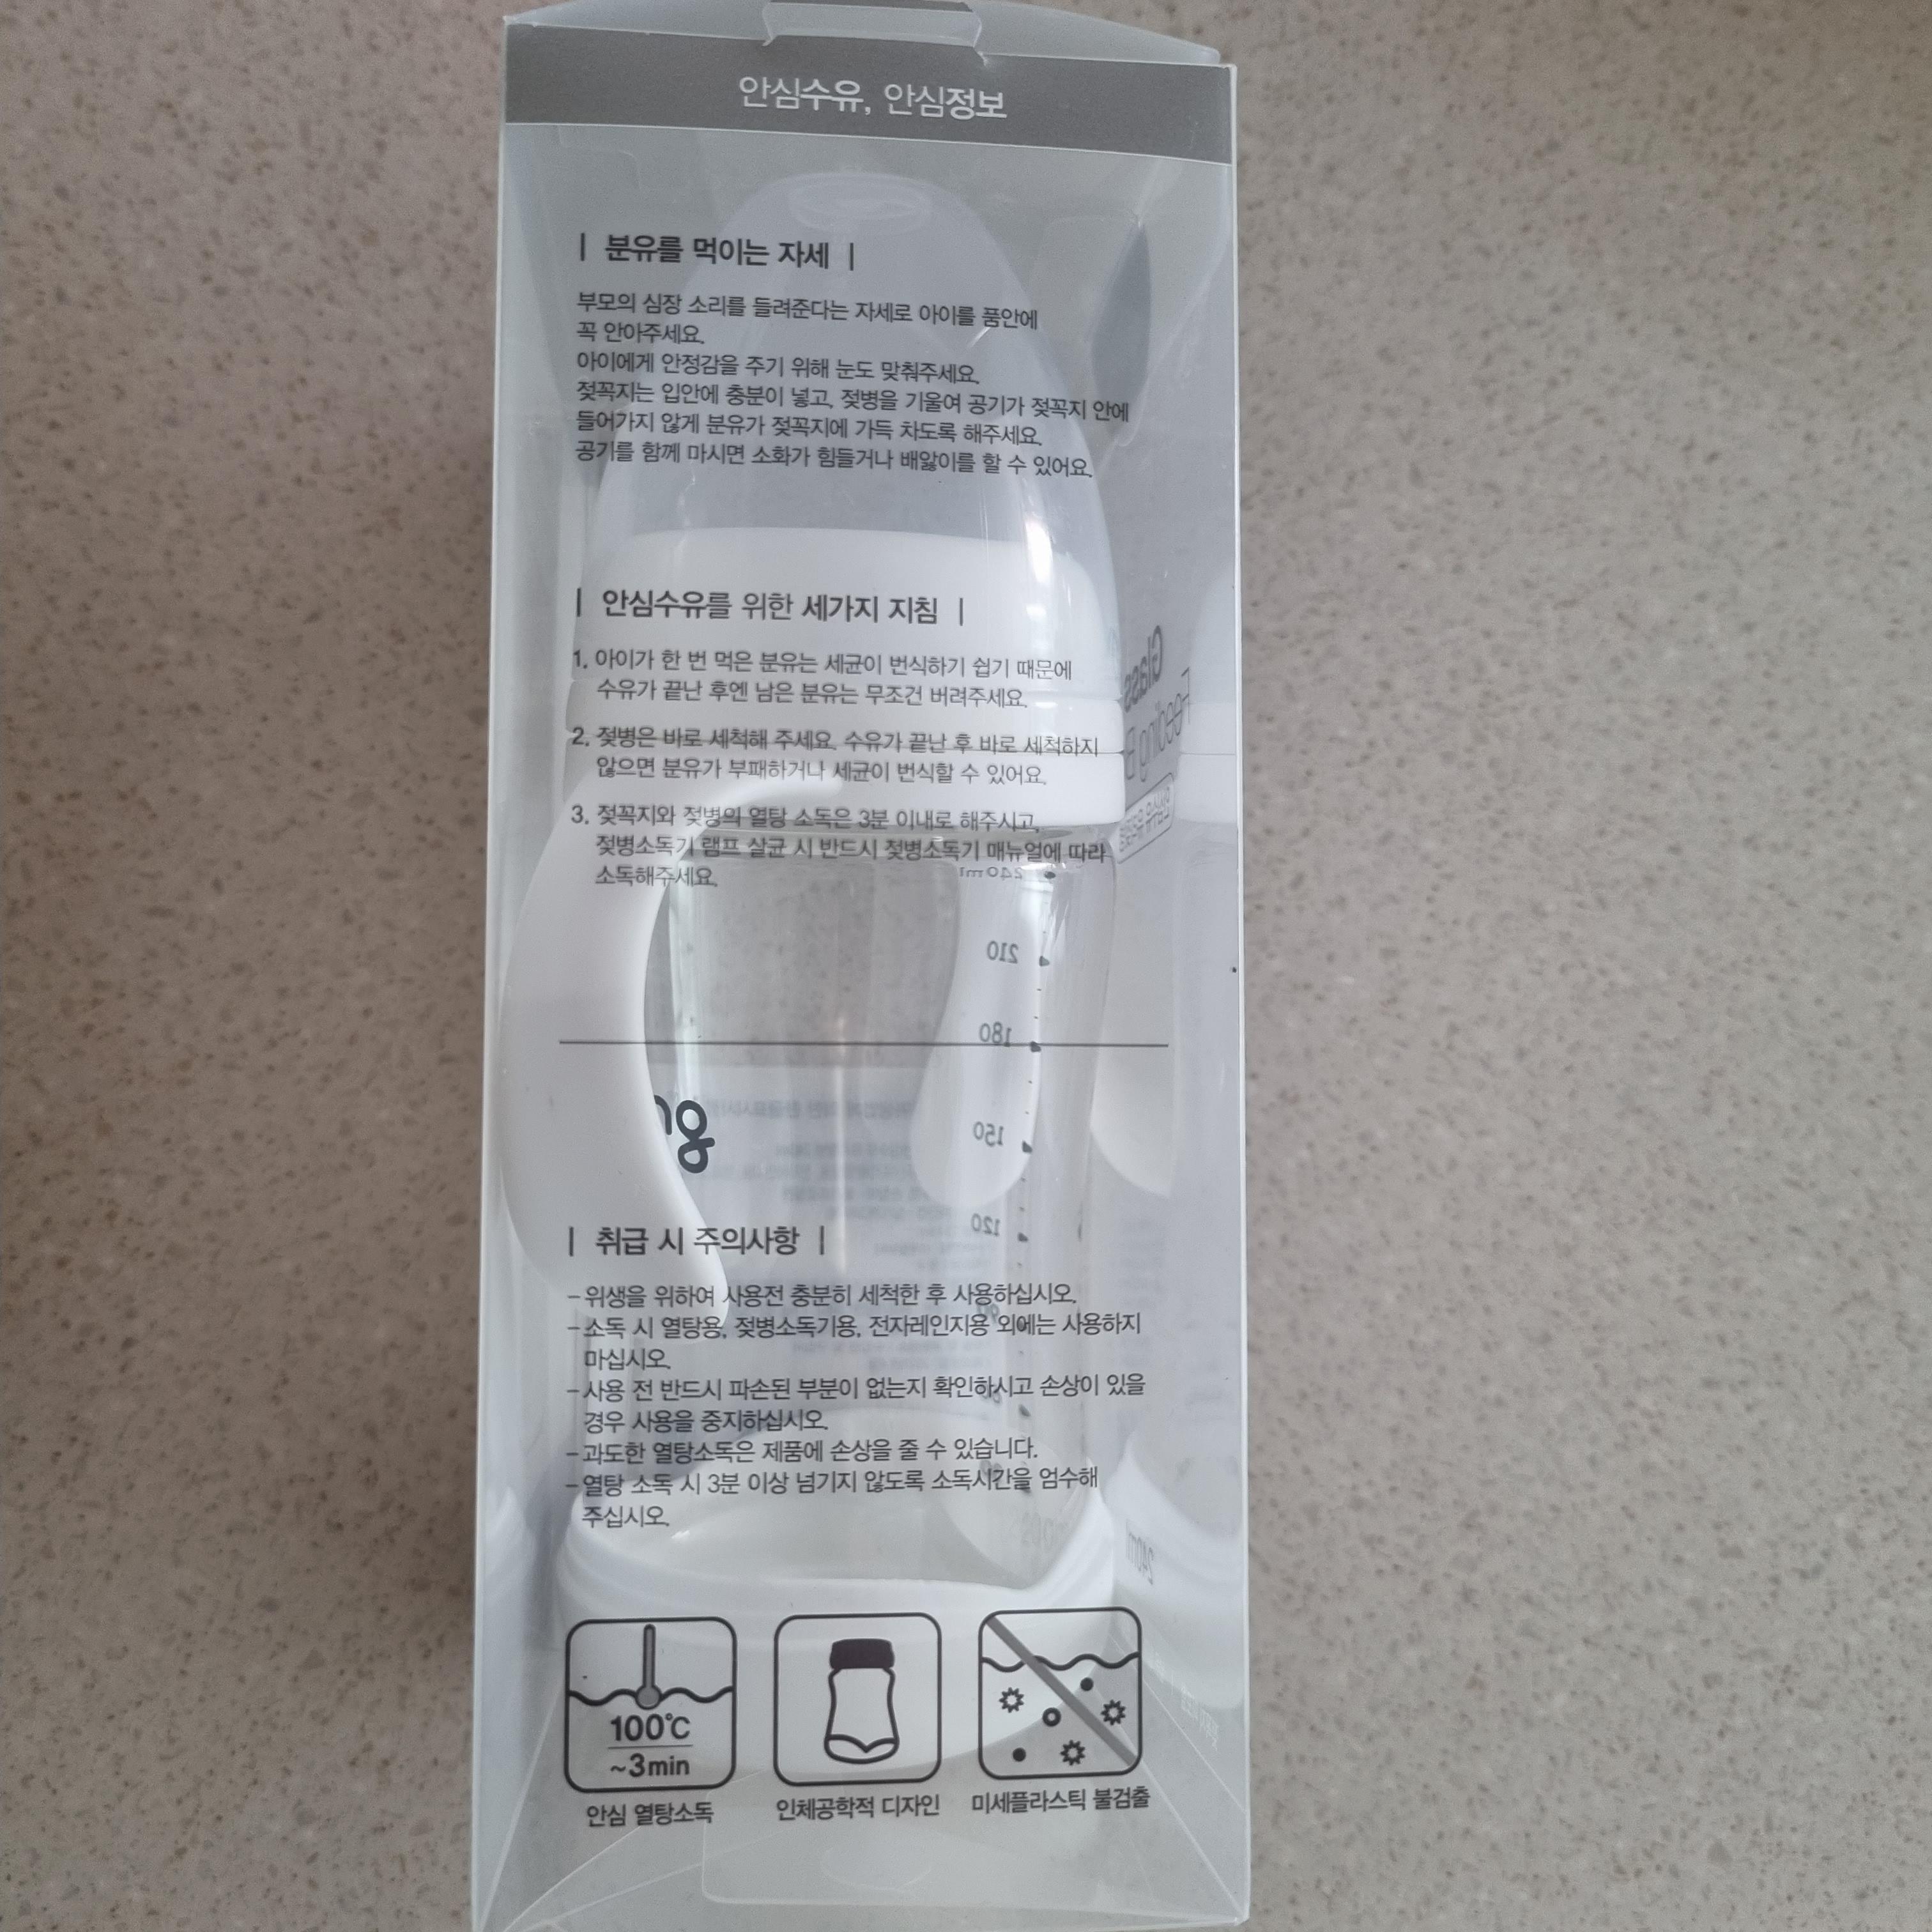 안심수유, 안심정보
| 분유를 먹이는 자세 |
부모의 심장 소리를 들려준다는 자세로 아이를 품안에
꼭 안아주세요.
아이에게 안정감을 주기 위해 눈도 맞춰주세요.
젖꼭지는 입안에 충분이 넣고, 젖병을 기울여 공기가 젖꼭지 안에
들어가지 않게 분유가 젖꼭지에 가득 차도록 해주세요.
공기를 함께 마시면 소화가 힘들거나 배앓이를 할 수 있어요.
| 안심수유를 위한 세가지 지침 |
1. 아이가 한 번 먹은 분유는 세균이 번식하기 쉽기 때문에
수유가 끝난 후엔 남은 분유는 무조건 버려주세요.
2. 젖병은 바로 세척해 주세요. 수유가 끝난 후 바로 세척하지
않으면 분유가 부패하거나 세균이 번식할 수 있어요.
3. 젖꼭지와 젖병의 열탕 소독은 3분 이내로 해주시고,
젖병소독기 램프 살균 시 반드시 젖병소독기 매뉴얼에 따라
소독해주세요.
Glass
Feeding B
240ml
210
180
150
120
| 취급 시 주의사항 |
- 위생을 위하여 사용전 충분히 세척한 후 사용하십시오.
- 소독 시 열탕용, 젖병소독기용, 전자레인지용 외에는 사용하지
마십시오.
- 사용 전 반드시 파손된 부분이 없는지 확인하시고 손상이 있을
경우 사용을 중지하십시오.
- 과도한 열탕소독은 제품에 손상을 줄 수 있습니다.
- 열탕 소독 시 3분 이상 넘기지 않도록 소독시간을 엄수해
주십시오.
240ml
100℃
~3min
안심 열탕소독
인체공학적 디자인
미세플라스틱 불검출